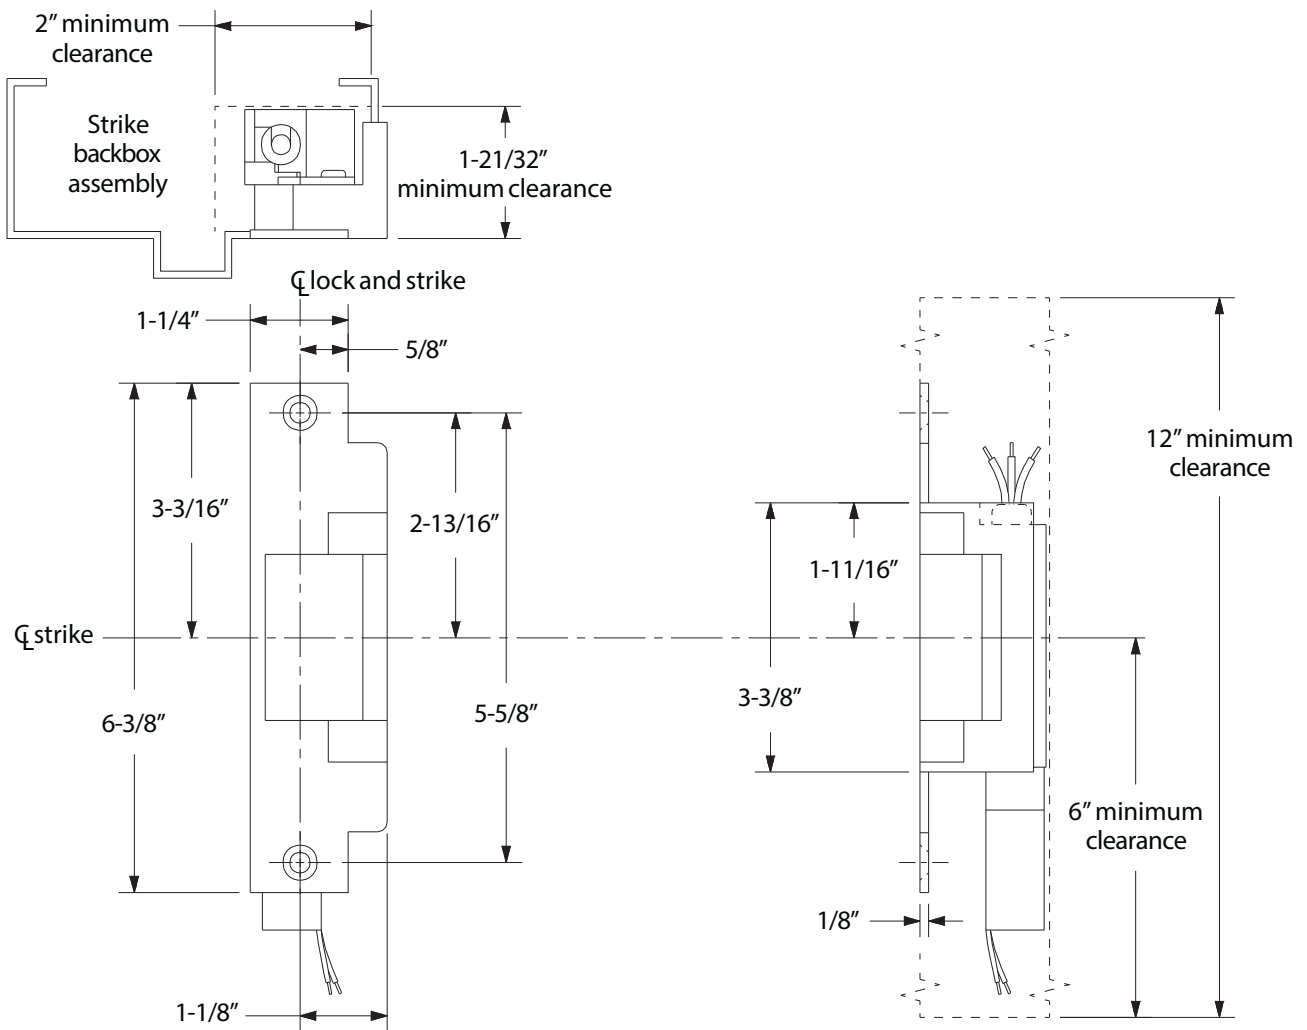 2” minimum
clearance
Strike
backbox
assembly
1-21/32”
minimum clearance
℄ lock and strike
1-1/4”
5/8”
12” minimum
clearance
3-3/16”
2-13/16”
1-11/16”
℄ strike
6-3/8”
5-5/8”
3-3/8”
6” minimum
clearance
1/8”
1-1/8”